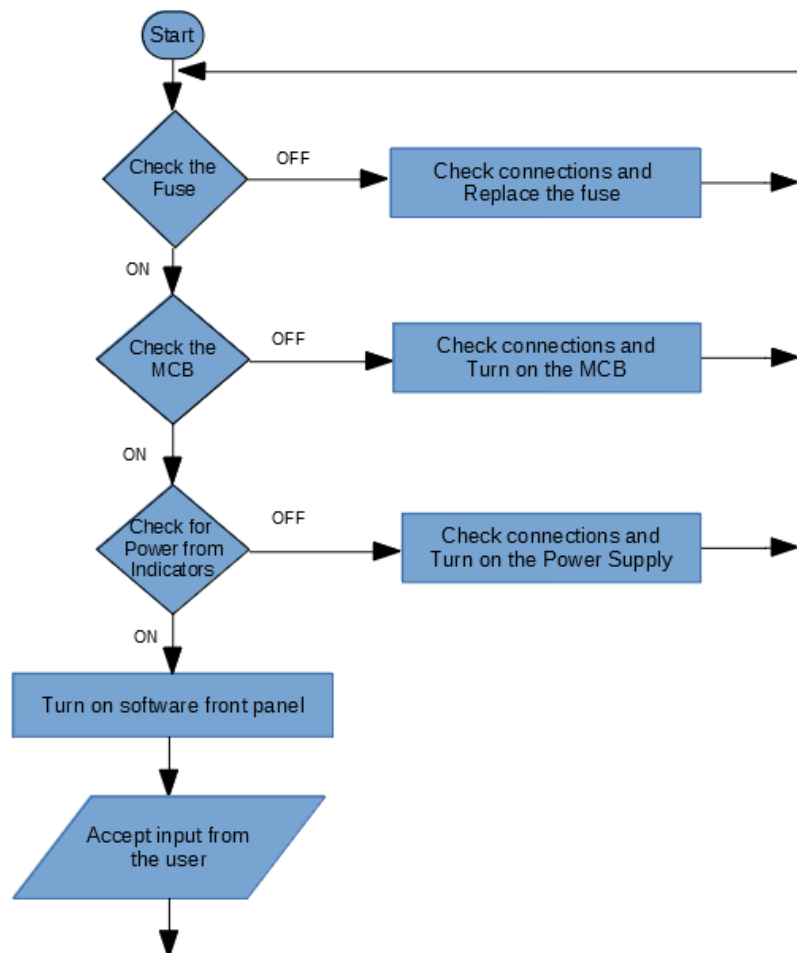 Start
Check the
Fuse
OFF
Check connections and
Replace the fuse
ON
Check the
MCB
OFF
Check connections and
Turn on the MCB
ON
Check for
Power from
Indicators
OFF
Check connections and
Turn on the Power Supply
ON
Turn on software front panel
Accept input from
the user